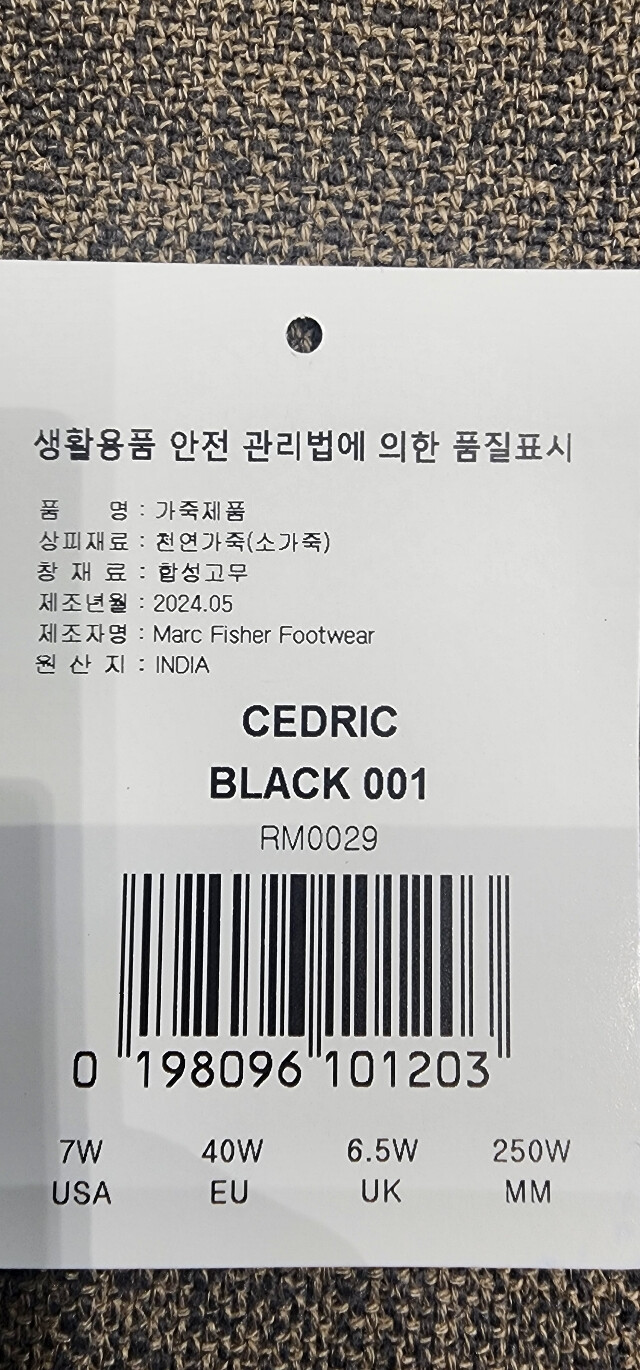 생활용품 안전 관리법에 의한 품질표시
품 명 : 가죽제품
상피재료 : 천연가죽(소가죽)
창 재 료 : 합성고무
제조년월 : 2024.05
제조자명 : Marc Fisher Footwear
원 산 지 : INDIA
CEDRIC
BLACK 001
RM0029
0 198096 101203
7W 40W 6.5W 250W
USA EU UK MM